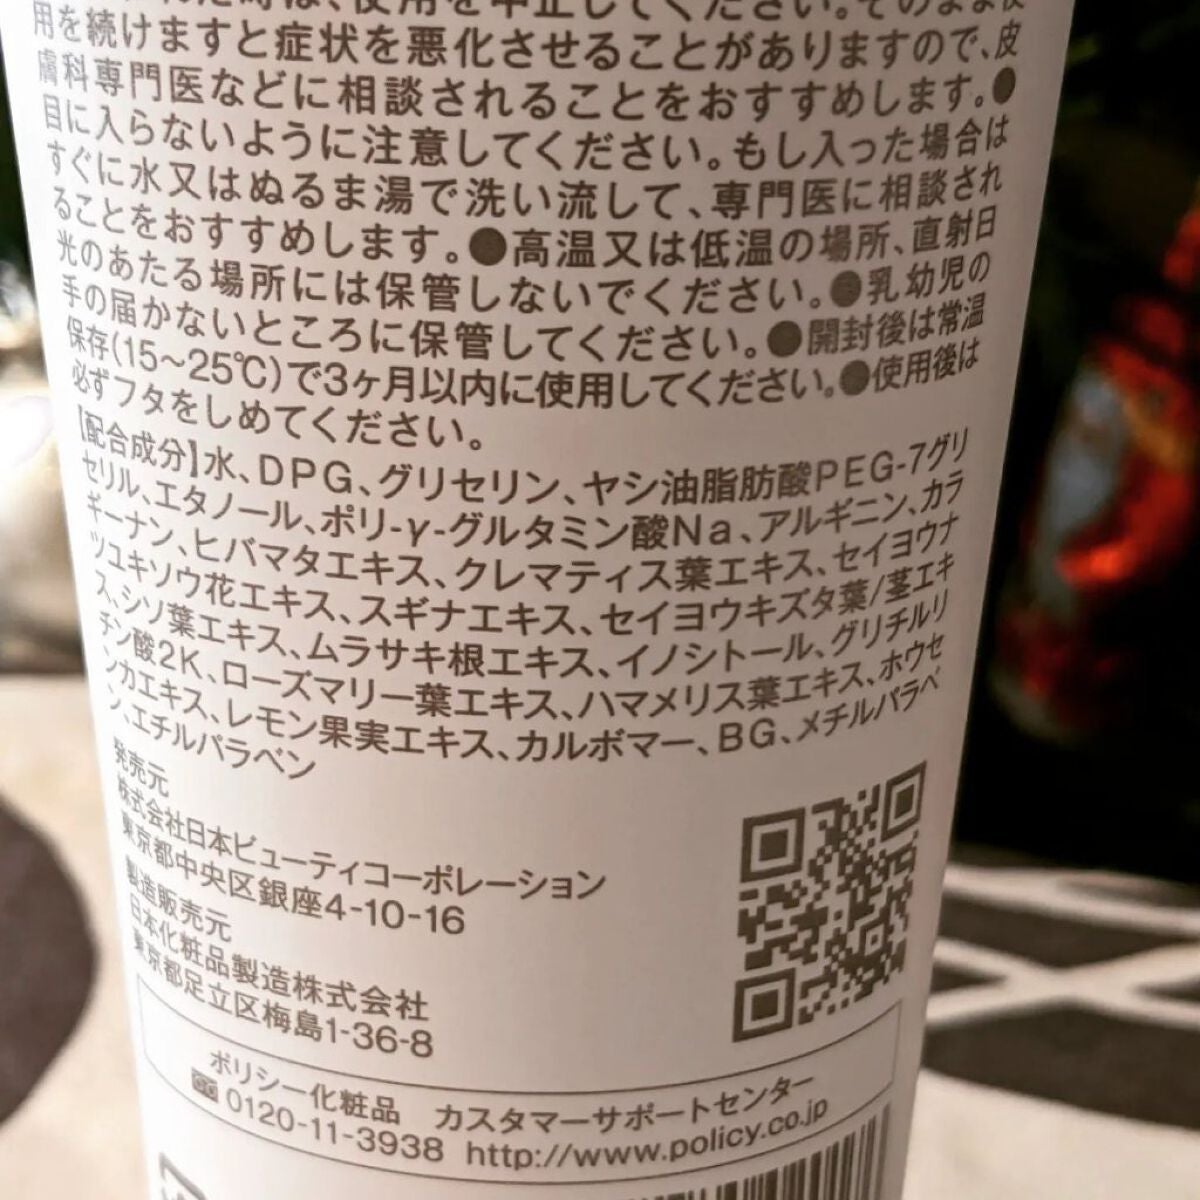 時は、使用を中止してください。そのまま使
用を続けますと症状を悪化させることがありますので、皮
膚科専門医などに相談されることをおすすめします。●
目に入らないように注意してください。もし入った場合は
すぐに水又はぬるま湯で洗い流して、専門医に相談され
ることをおすすめします。●高温又は低温の場所、直射日
光のあたる場所には保管しないでください。●乳幼児の
手の届かないところに保管してください。●開封後は常温
保存(15~25℃)で3ヶ月以内に使用してください。●使用後は
必ずフタをしめてください。
【配合成分】水、DPG、グリセリン、ヤシ油脂肪酸PEG-7グリ
セリル、エタノール、ポリ-γ-グルタミン酸Na、アルギニン、カラ
ギーナン、ヒバマタエキス、クレマティス葉エキス、セイヨウナ
ツユキソウ花エキス、スギナエキス、セイヨウキズタ葉/茎エキ
ス、シソ葉エキス、ムラサキ根エキス、イノシトール、グリチルリ
チン酸2K、ローズマリー葉エキス、ハマメリス葉エキス、ホウセ
ンカエキス、レモン果実エキス、カルボマー、BG、メチルパラベ
ン、エチルパラベン
発売元
株式会社日本ビューティコーポレーション
東京都中央区銀座4-10-16
製造販売元
日本化粧品製造株式会社
東京都足立区梅島1-36-8
ポリシー化粧品 カスタマーサポートセンター
0120-11-3938 http://www.policy.co.jp